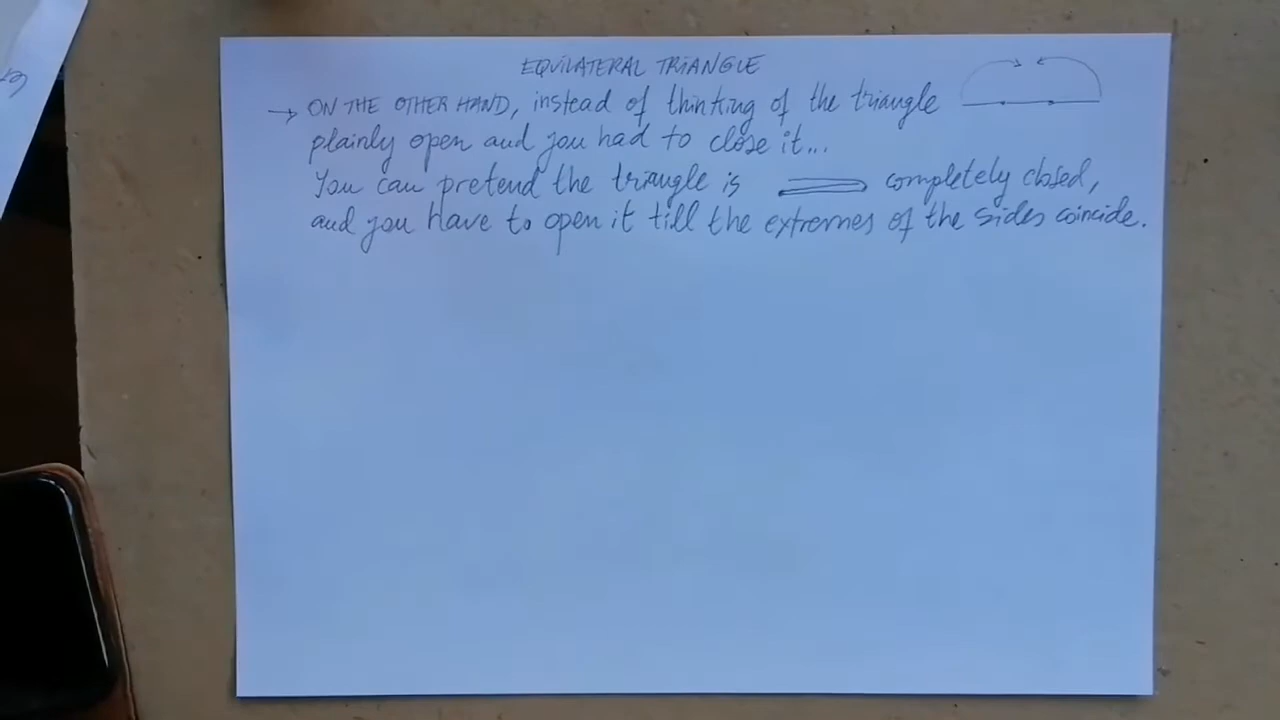 EQUILATERAL TRIANGLE
→ ON THE OTHER HAND, instead of thinking of the triangle
plainly open and you had to close it...
You can pretend the triangle is completely closed,
and you have to open it till the extremes of the sides coincide.